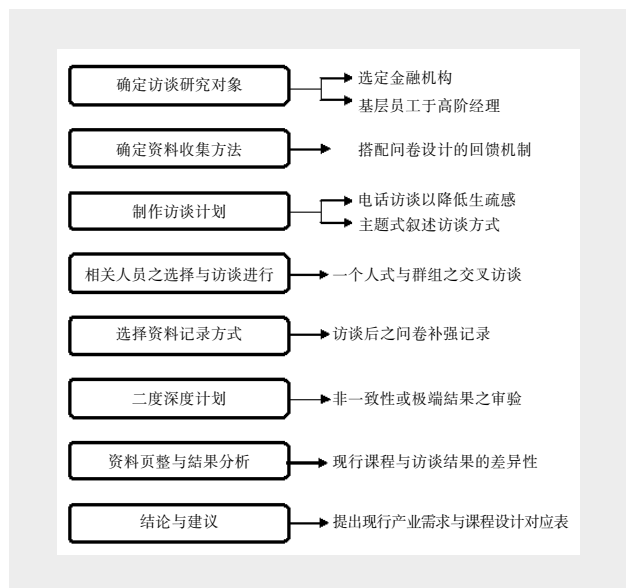 确定访谈研究对象
选定金融机构
基层员工于高阶经理
确定资料收集方法
搭配问卷设计的回馈机制
制作访谈计划
电话访谈以降低生疏感
主题式叙述访谈方式
相关人员之选择与访谈进行
一个人式与群组之交叉访谈
选择资料记录方式
访谈后之问卷补强记录
二度深度计划
非一致性或极端結果之审验
资料页整与結果分析
现行课程与访谈结果的差异性
结论与建议
提出现行产业需求与课程设计对应表